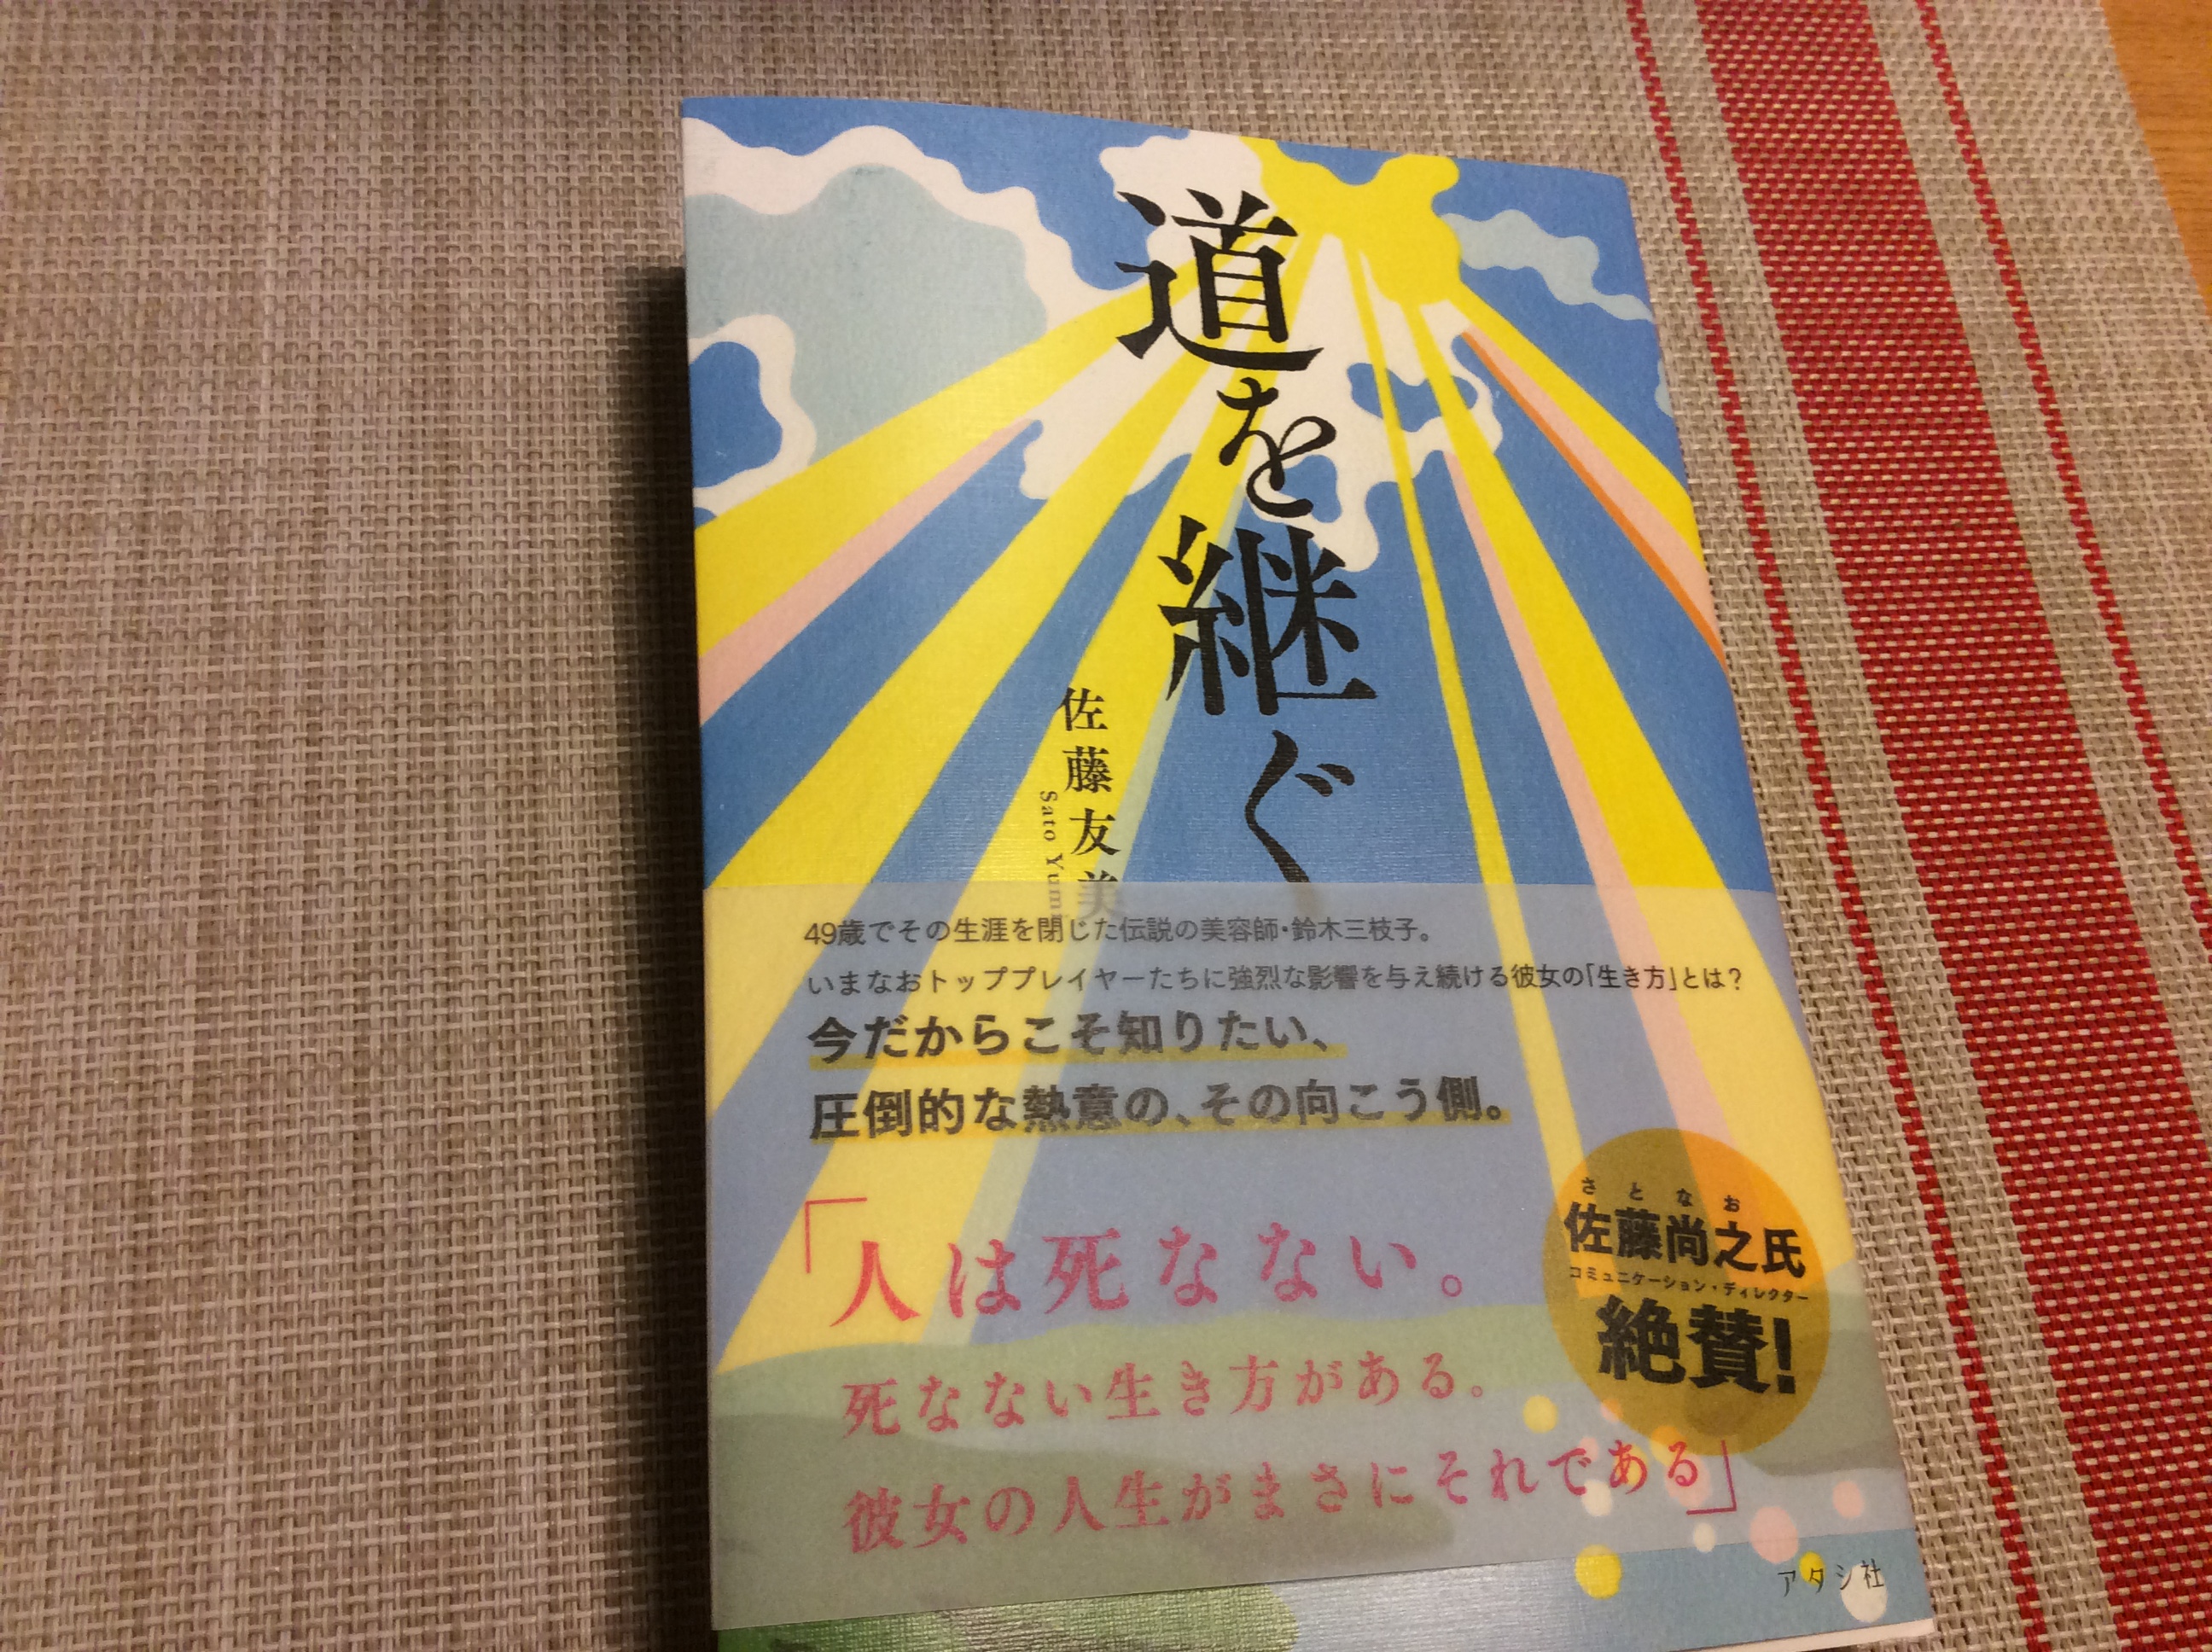 道を継ぐ
佐藤友美
Sato Yumi
49歳でその生涯を閉じた伝説の美容師・鈴木三枝子。
いまなおトッププレイヤーたちに強烈な影響を与え続ける彼女の「生き方」とは?
今だからこそ知りたい、
圧倒的な熱意の、その向こう側。
「人は死なない。
死なない生き方がある。
彼女の人生がまさにそれである」
さとなお
佐藤尚之氏
コミュニケーション・ディレクター
絶賛!
アタシ社